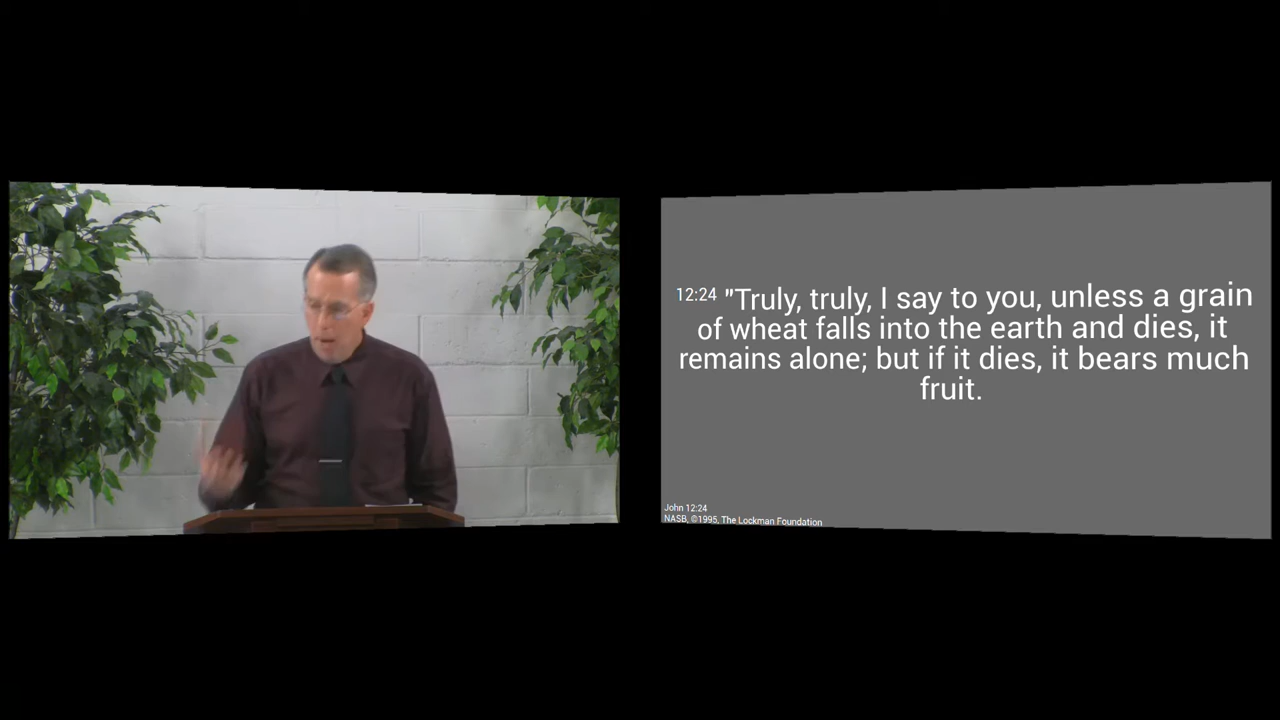 12:24 "Truly, truly, I say to you, unless a grain
of wheat falls into the earth and dies, it
remains alone; but if it dies, it bears much
fruit.
John 12:24
NASB, ©1995, The Lockman Foundation